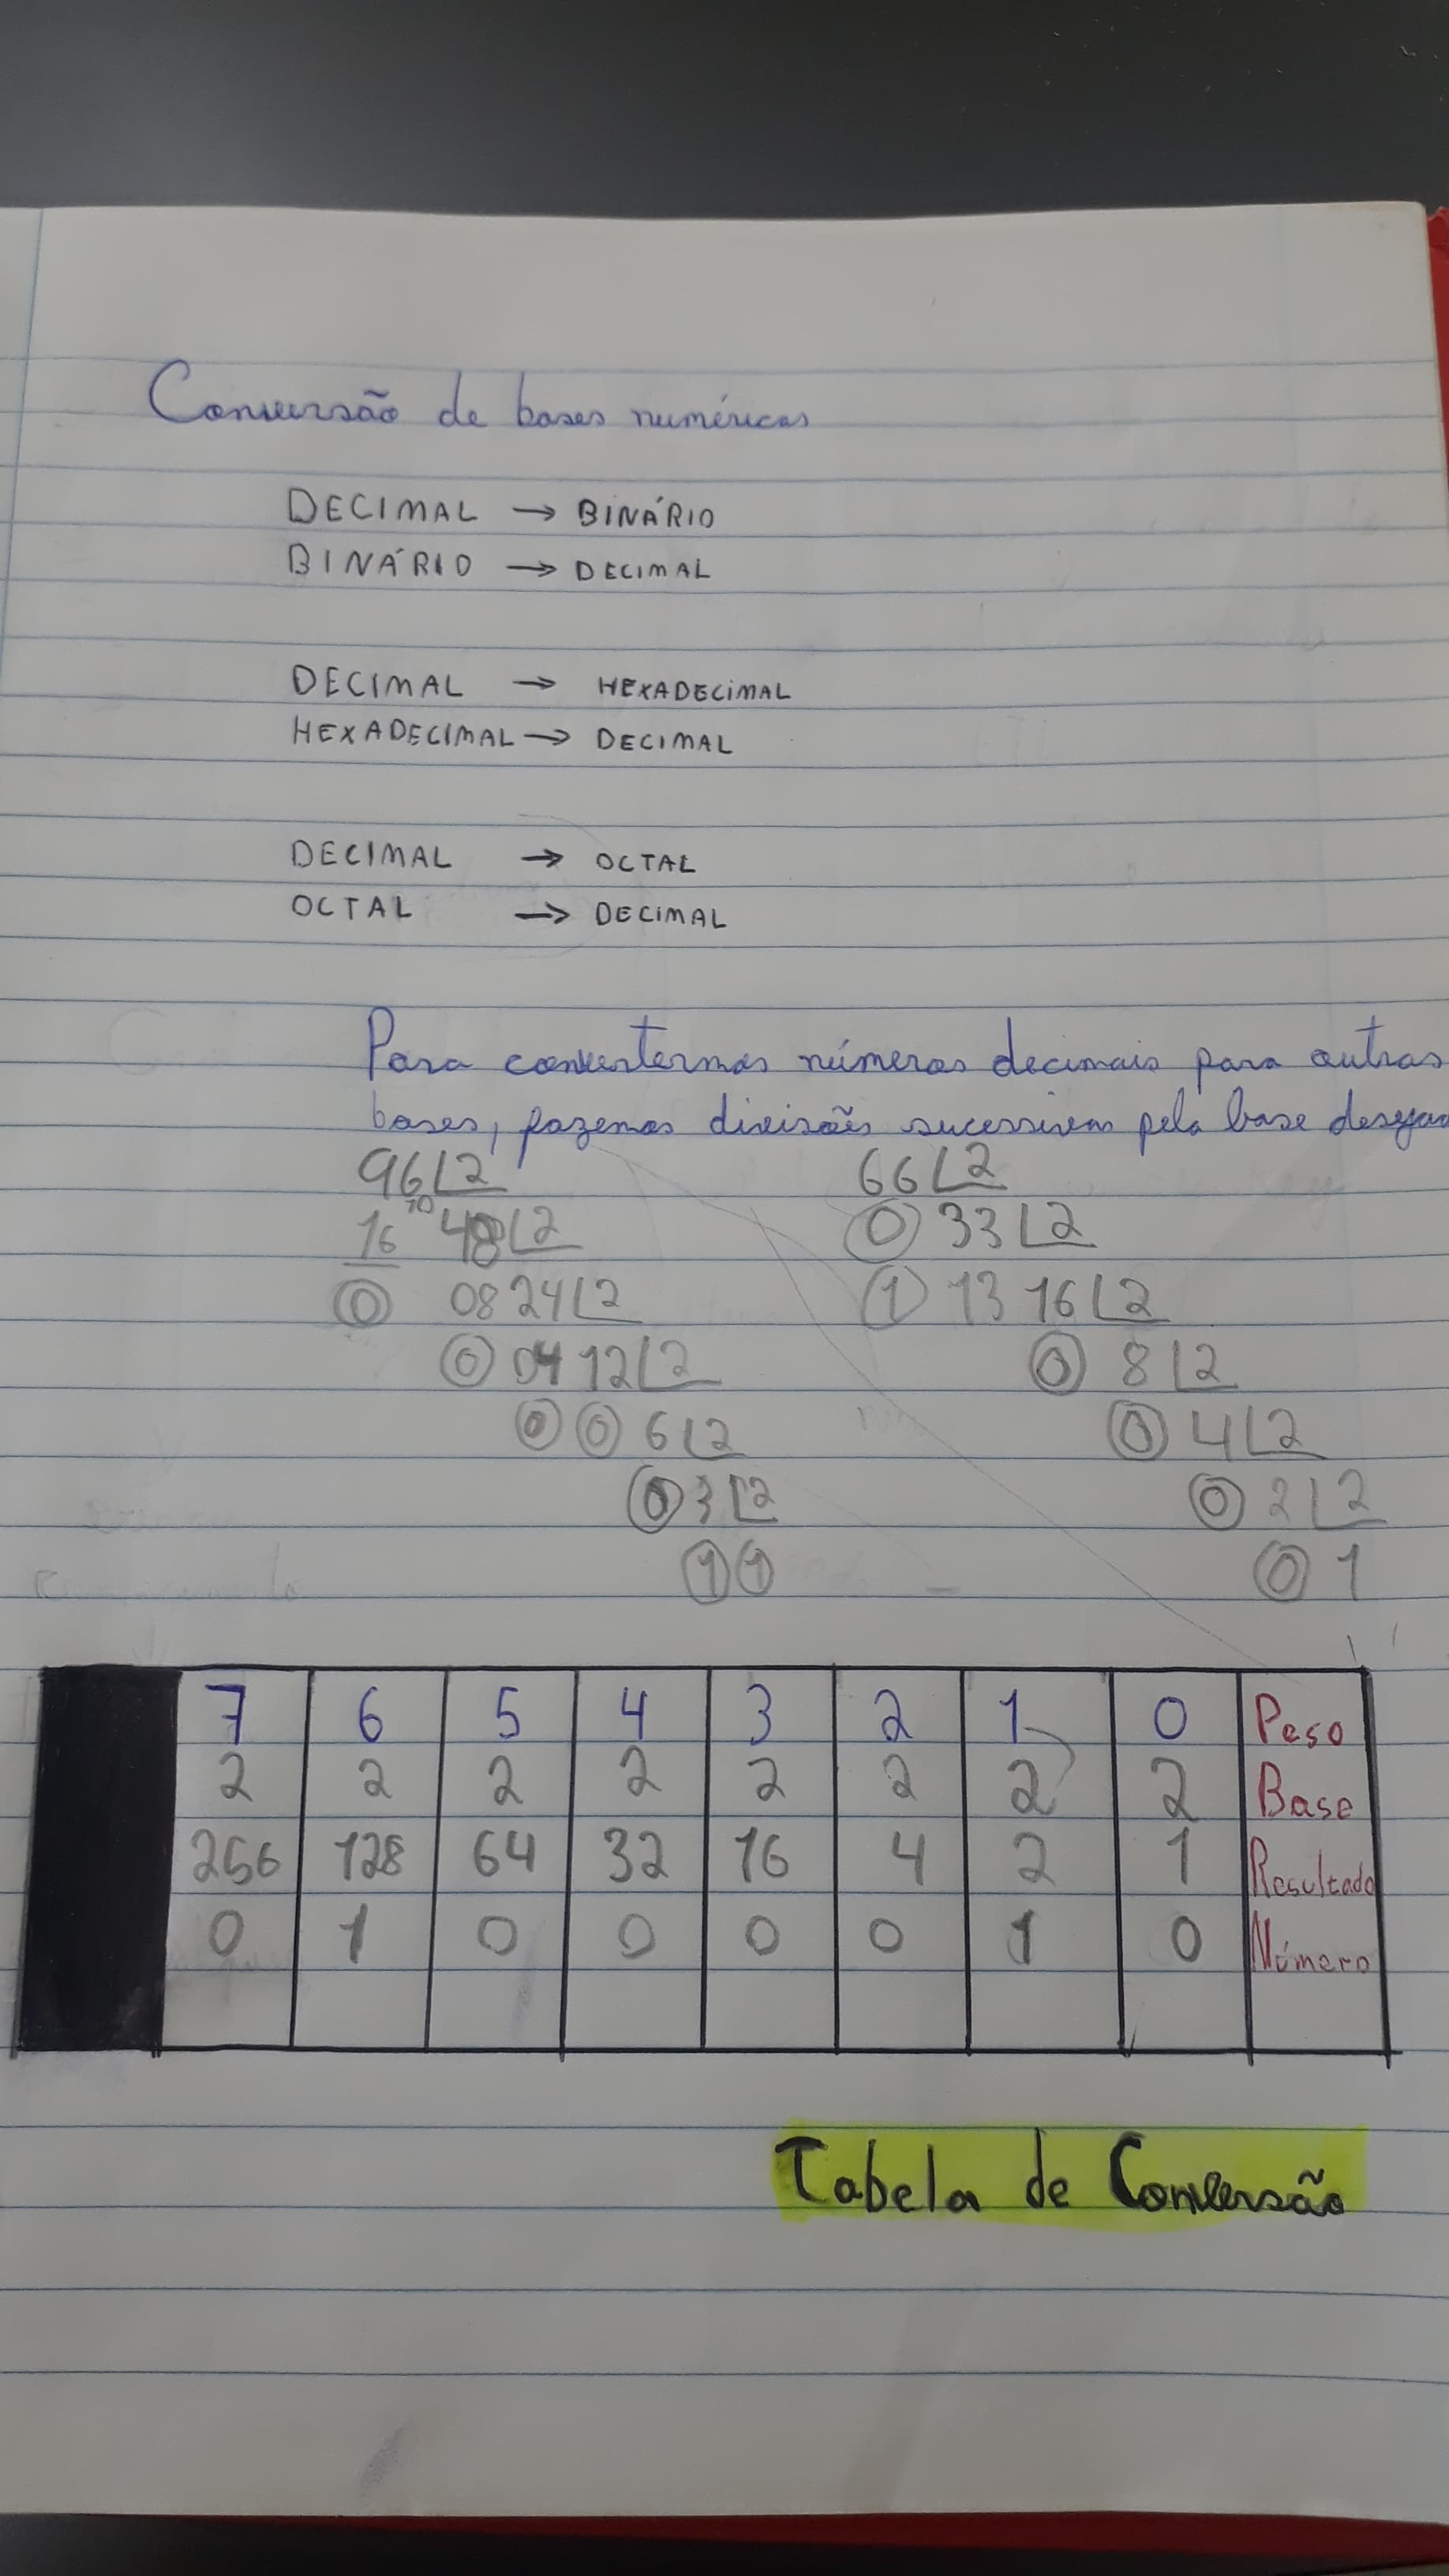 Conversão de bases numéricas
DECIMAL → BINÁRIO
BINÁRIO → DECIMAL
DECIMAL → HEXADECIMAL
HEXADECIMAL → DECIMAL
DECIMAL → OCTAL
OCTAL → DECIMAL
Para convertermos números decimais para outras
bases, fazemos divisões sucessivas pela base
96 2 66 2
16 48 2 0 33 2
0 08 24 2 1 13 16 2
0 04 12 2 0 8 2
0 0 6 2 0 4 2
0 3 2 0 2 2
1 1 0 1
7 6 5 4 3 2 1 0 Peso
2 2 2 2 2 2 2 2 Base
256 128 64 32 16 4 2 1 Resultado
0 1 0 0 0 0 1 0 Número
Tabela de Conversão